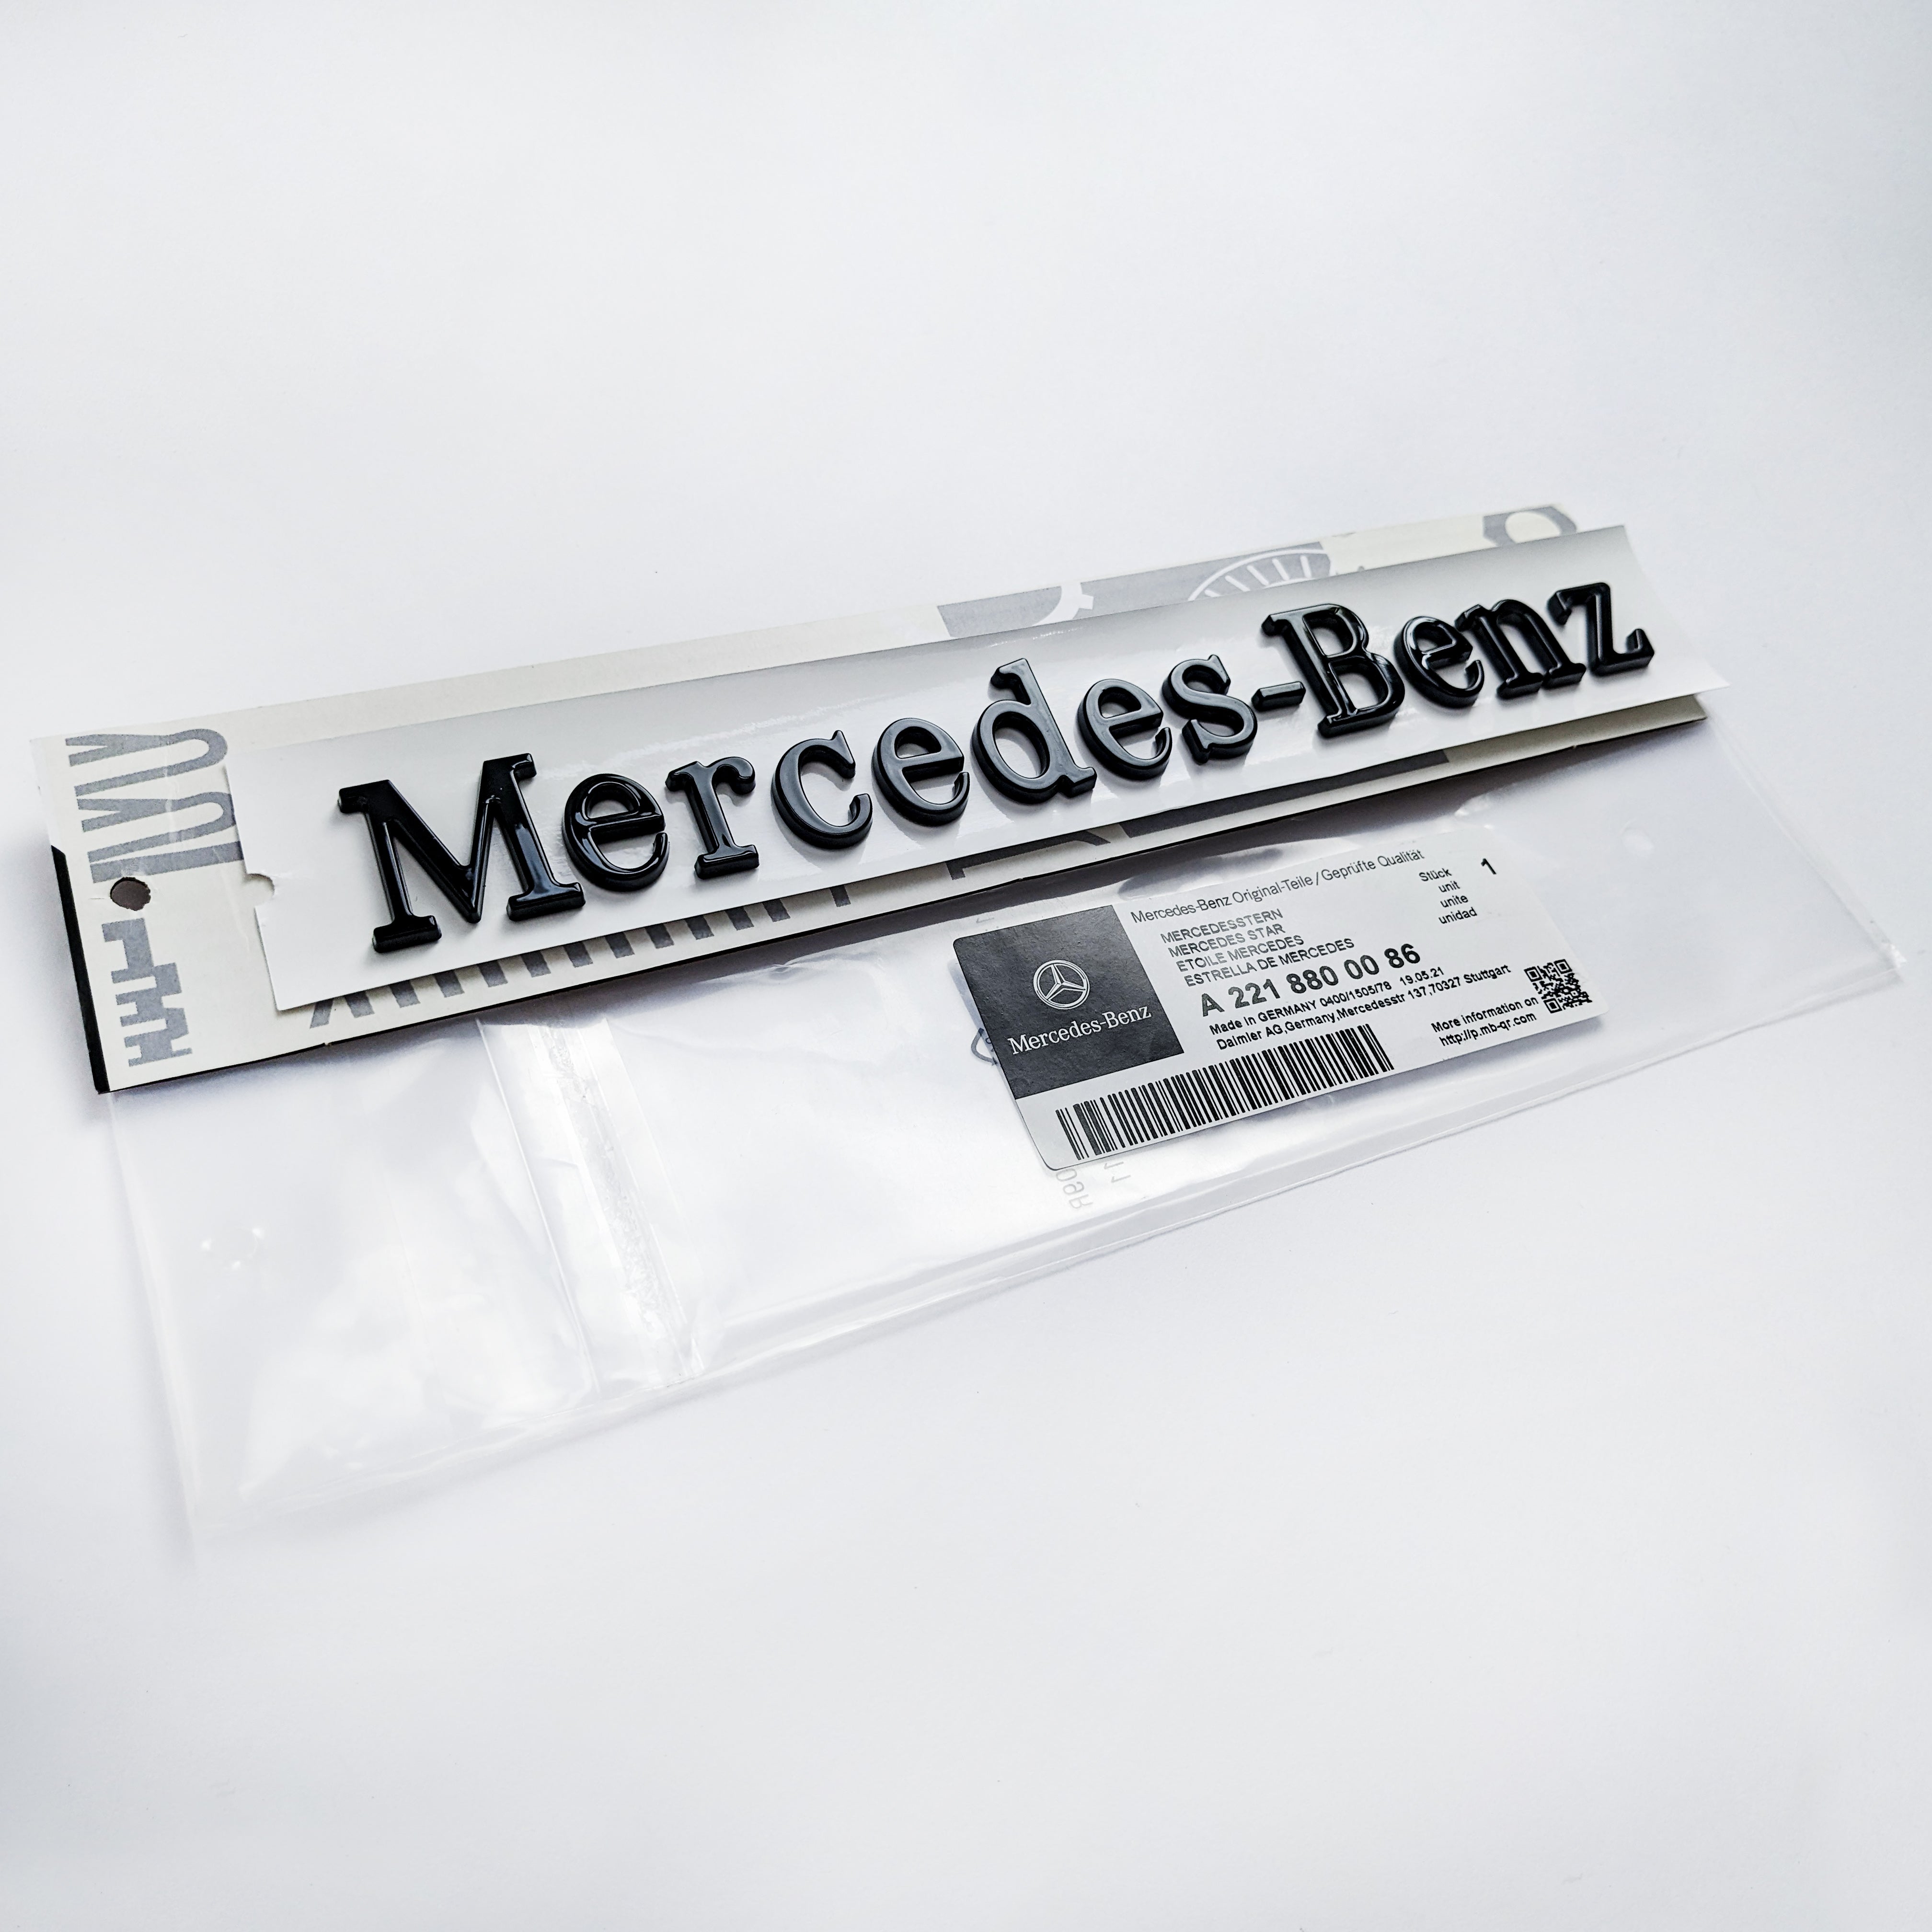 Mercedes-Benz
Mercedes-Benz Original-Teile / Geprüfte Qualität
MERCEDESSTERN
MERCEDES STAR
ETOILE MERCEDES
ESTRELLA DE MERCEDES
Stück 1
unit
unite
unidad
A 221 880 00 86
Made in GERMANY 0400/1505/78 19.05.21
Daimler AG,Germany,Mercedesstr 137,70327 Stuttgart
More information on
http://p.mb-qr.com
Mercedes-Benz